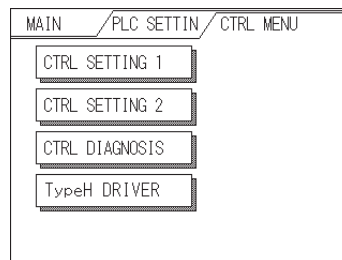 MAIN PLC SETTIN CTRL MENU
CTRL SETTING 1
CTRL SETTING 2
CTRL DIAGNOSIS
TypeH DRIVER